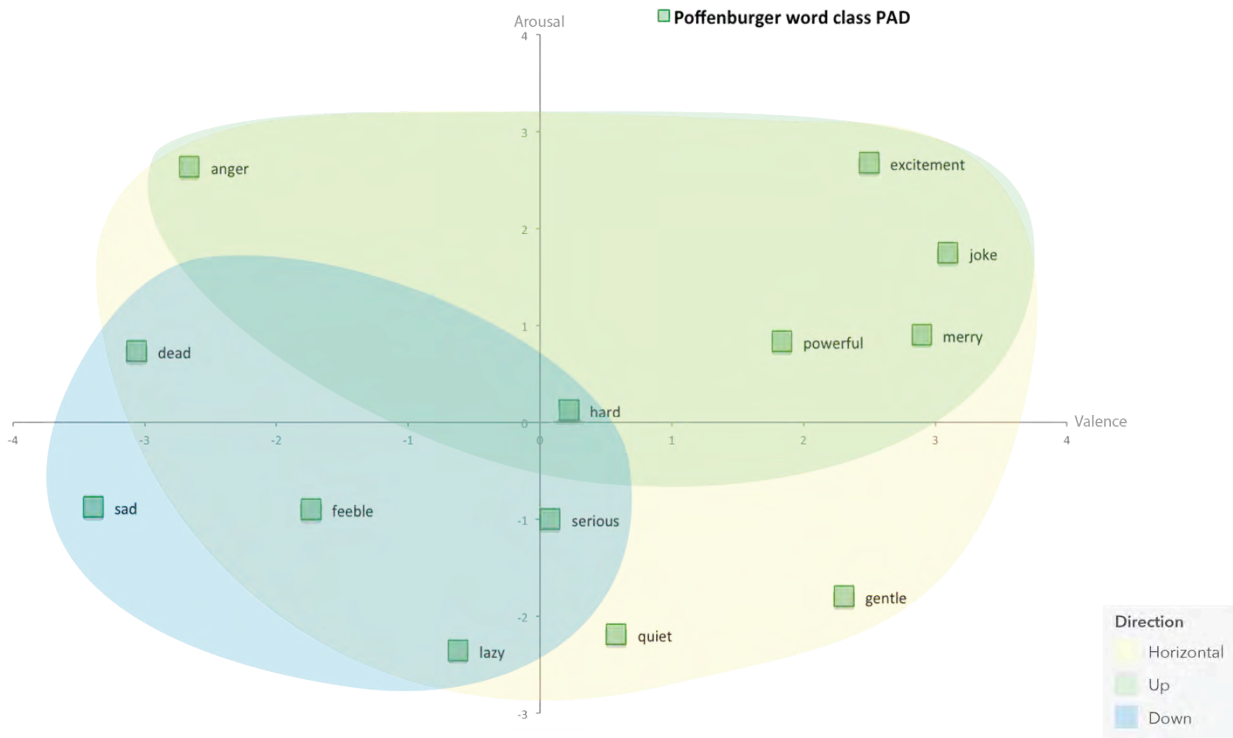 Poffenburger word class PAD
Arousal
4
3
anger
excitement
2
joke
1
dead
powerful
merry
hard
-4 -3 -2 -1 0 0 1 2 3 4 Valence
sad
feeble
-1
serious
gentle
-2
quiet
lazy
-3
Direction
Horizontal
Up
Down